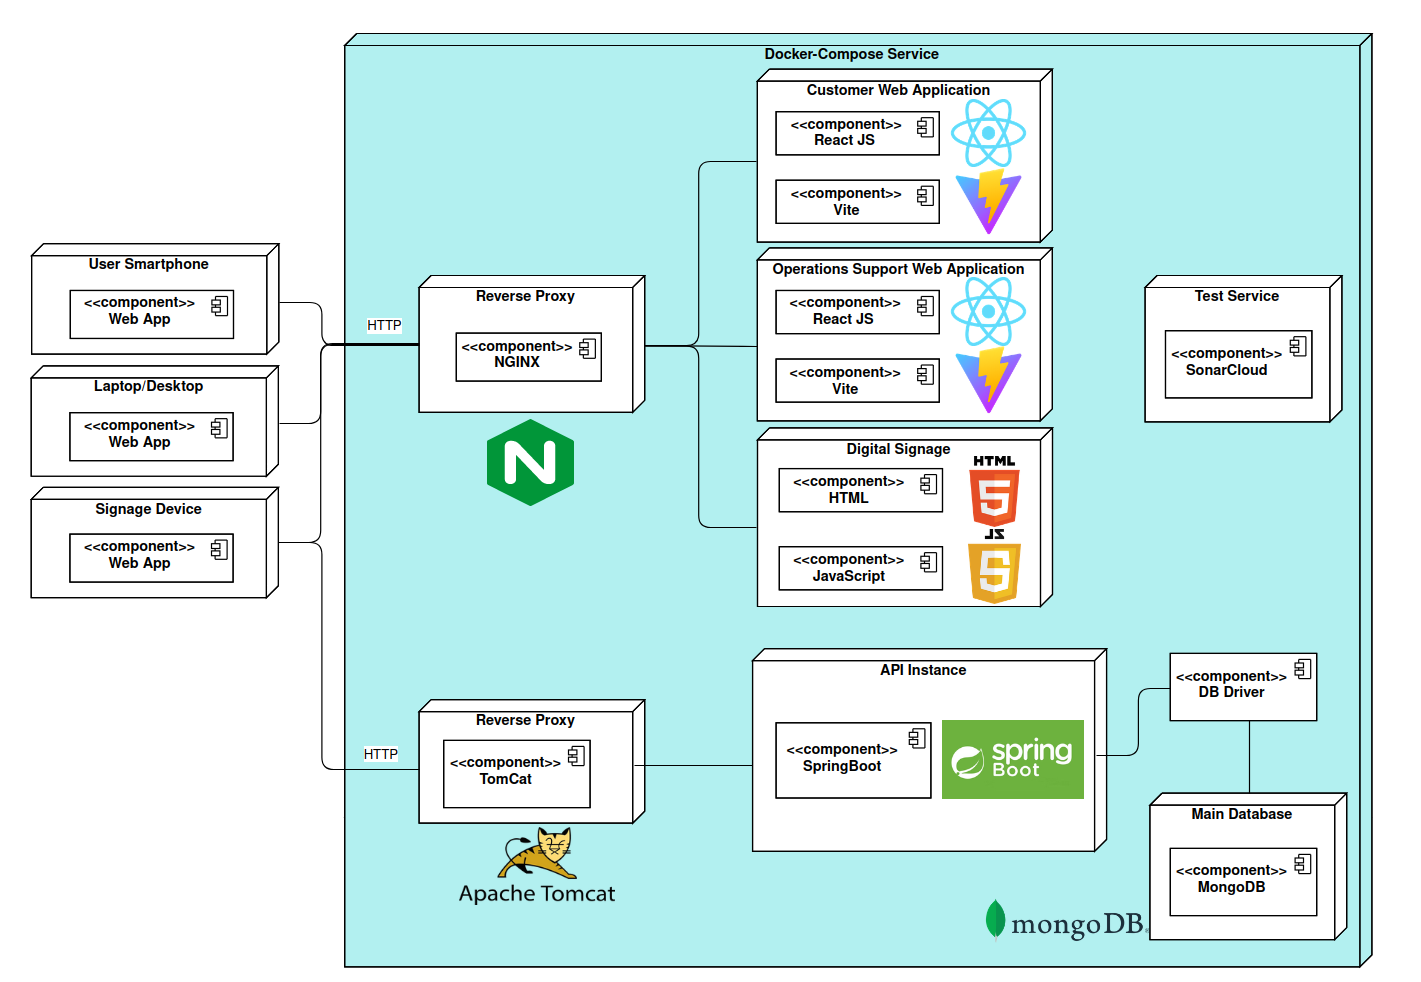 Docker-Compose Service
Customer Web Application
<<component>>
React JS
<<component>>
Vite
User Smartphone
<<component>>
Web App
Laptop/Desktop
<<component>>
Web App
Signage Device
<<component>>
Web App
HTTP
Reverse Proxy
<<component>>
NGINX
N
Operations Support Web Application
<<component>>
React JS
<<component>>
Vite
Digital Signage
<<component>>
HTML
<<component>>
JavaScript
HTML
5
JS
5
Test Service
<<component>>
SonarCloud
HTTP
Reverse Proxy
<<component>>
TomCat
Apache Tomcat
API Instance
<<component>>
SpringBoot
spring
Boot
<<component>>
DB Driver
Main Database
<<component>>
MongoDB
mongoDB